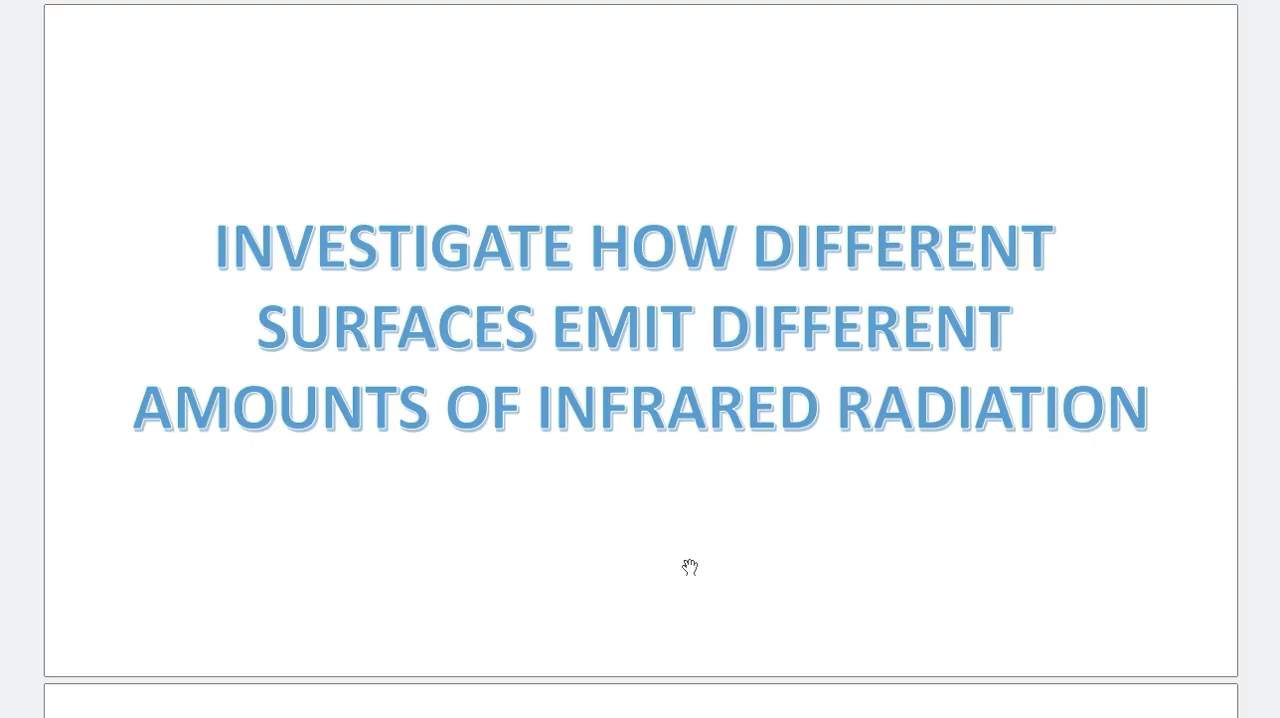 INVESTIGATE HOW DIFFERENT
SURFACES EMIT DIFFERENT
AMOUNTS OF INFRARED RADIATION